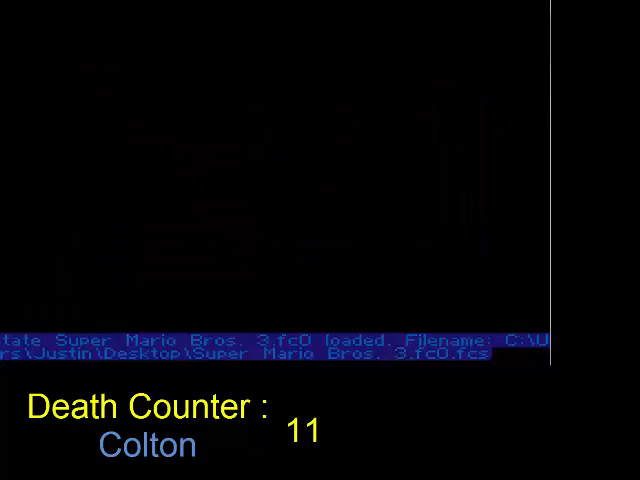 tate Super Mario Bros. 3.fc0 loaded. Filename: C:\U
rs\Justin\Desktop\Super Mario Bros. 3.fc0.fcs
Death Counter :
11
Colton